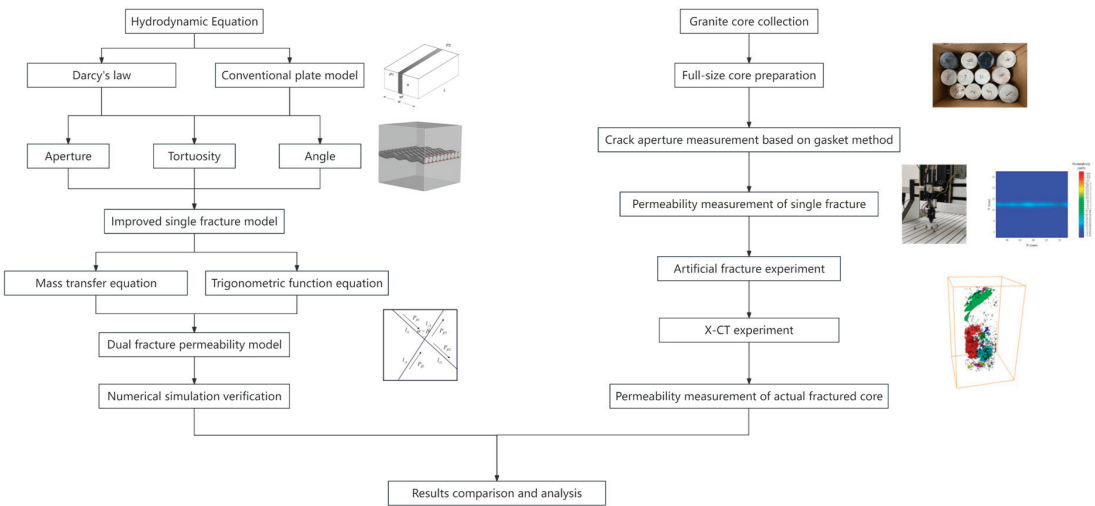 Hydrodynamic Equation
Darcy's law
Conventional plate model
Aperture
Tortuosity
Angle
Improved single fracture model
Mass transfer equation
Trigonometric function equation
Dual fracture permeability model
Numerical simulation verification
Granite core collection
Full-size core preparation
Crack aperture measurement based on gasket method
Permeability measurement of single fracture
Artificial fracture experiment
X-CT experiment
Permeability measurement of actual fractured core
Results comparison and analysis